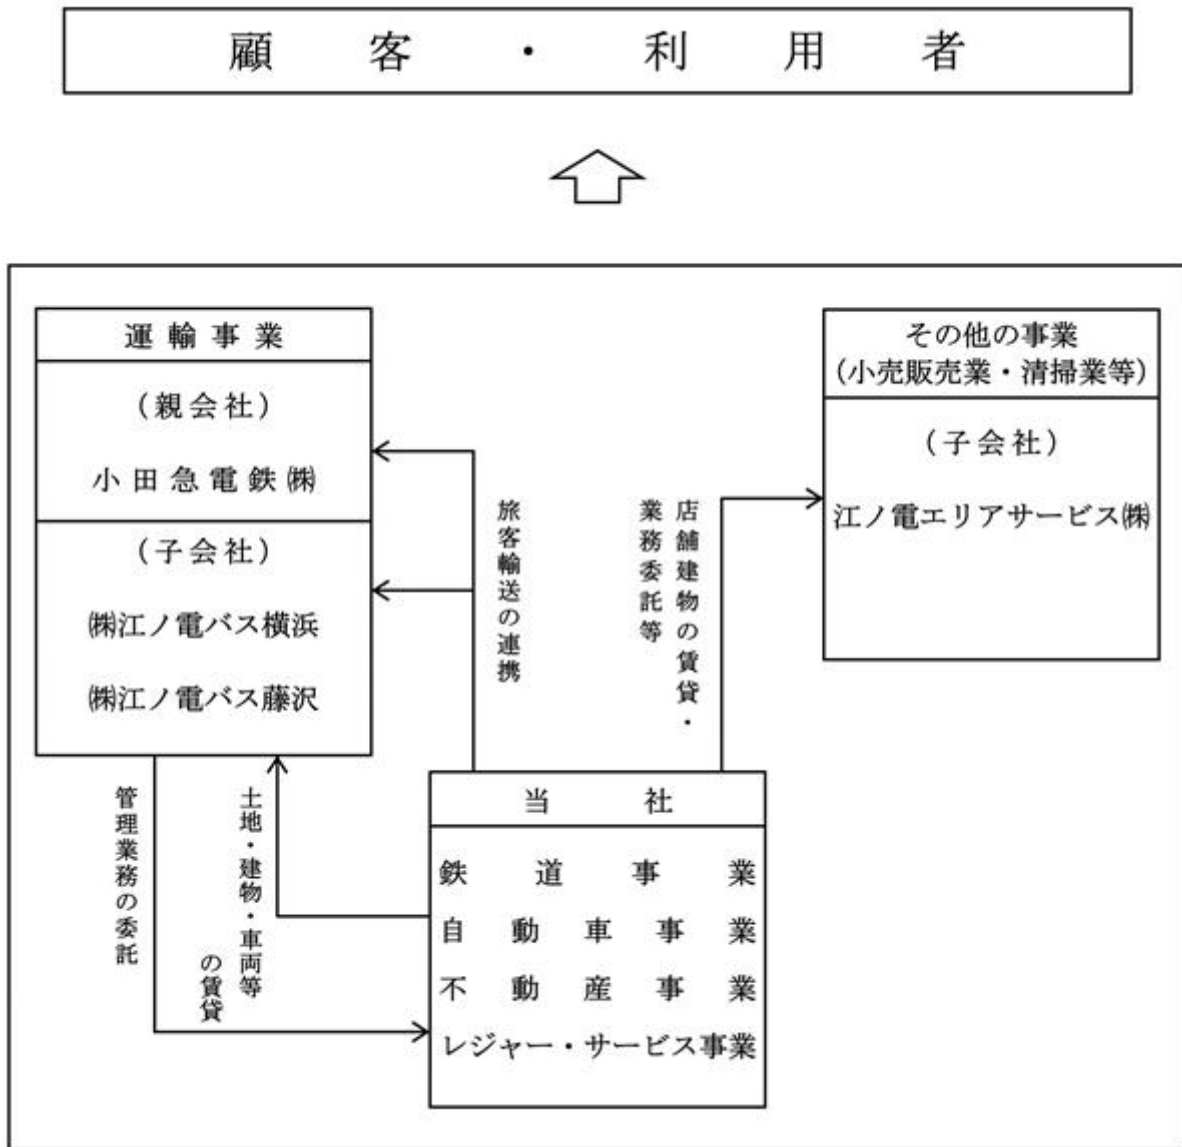 顧客・利用者
運輸事業
(親会社)
小田急電鉄㈱
(子会社)
㈱江ノ電バス横浜
㈱江ノ電バス藤沢
その他の事業
(小売販売業・清掃業等)
(子会社)
江ノ電エリアサービス㈱
旅客輸送の連携
店舗建物の賃貸・
業務委託等
管理業務の委託
土地・建物・車両等
の賃貸
当社
鉄道事業
自動車事業
不動産事業
レジャー・サービス事業